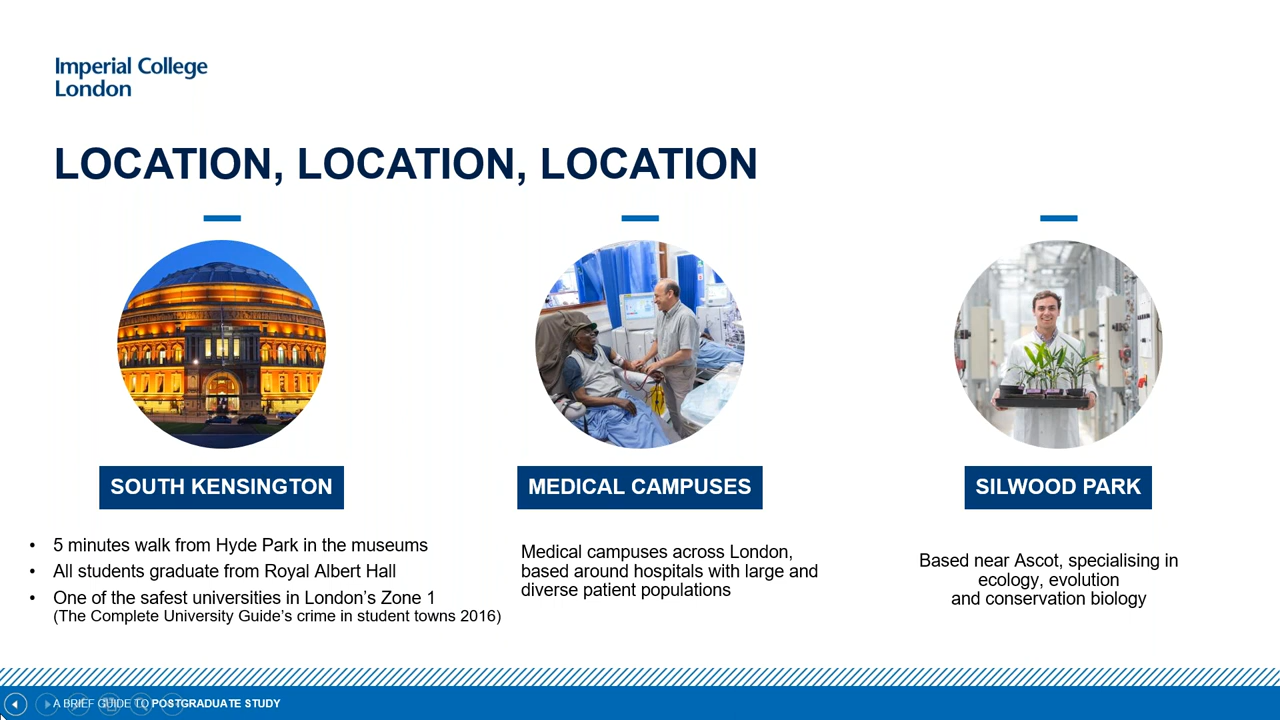 Imperial College
London
LOCATION, LOCATION, LOCATION
SOUTH KENSINGTON
• 5 minutes walk from Hyde Park in the museums
• All students graduate from Royal Albert Hall
• One of the safest universities in London's Zone 1
(The Complete University Guide's crime in student towns 2016)
MEDICAL CAMPUSES
Medical campuses across London,
based around hospitals with large and
diverse patient populations
SILWOOD PARK
Based near Ascot, specialising in
ecology, evolution
and conservation biology
A BRIEF GUIDE TO POSTGRADUATE STUDY